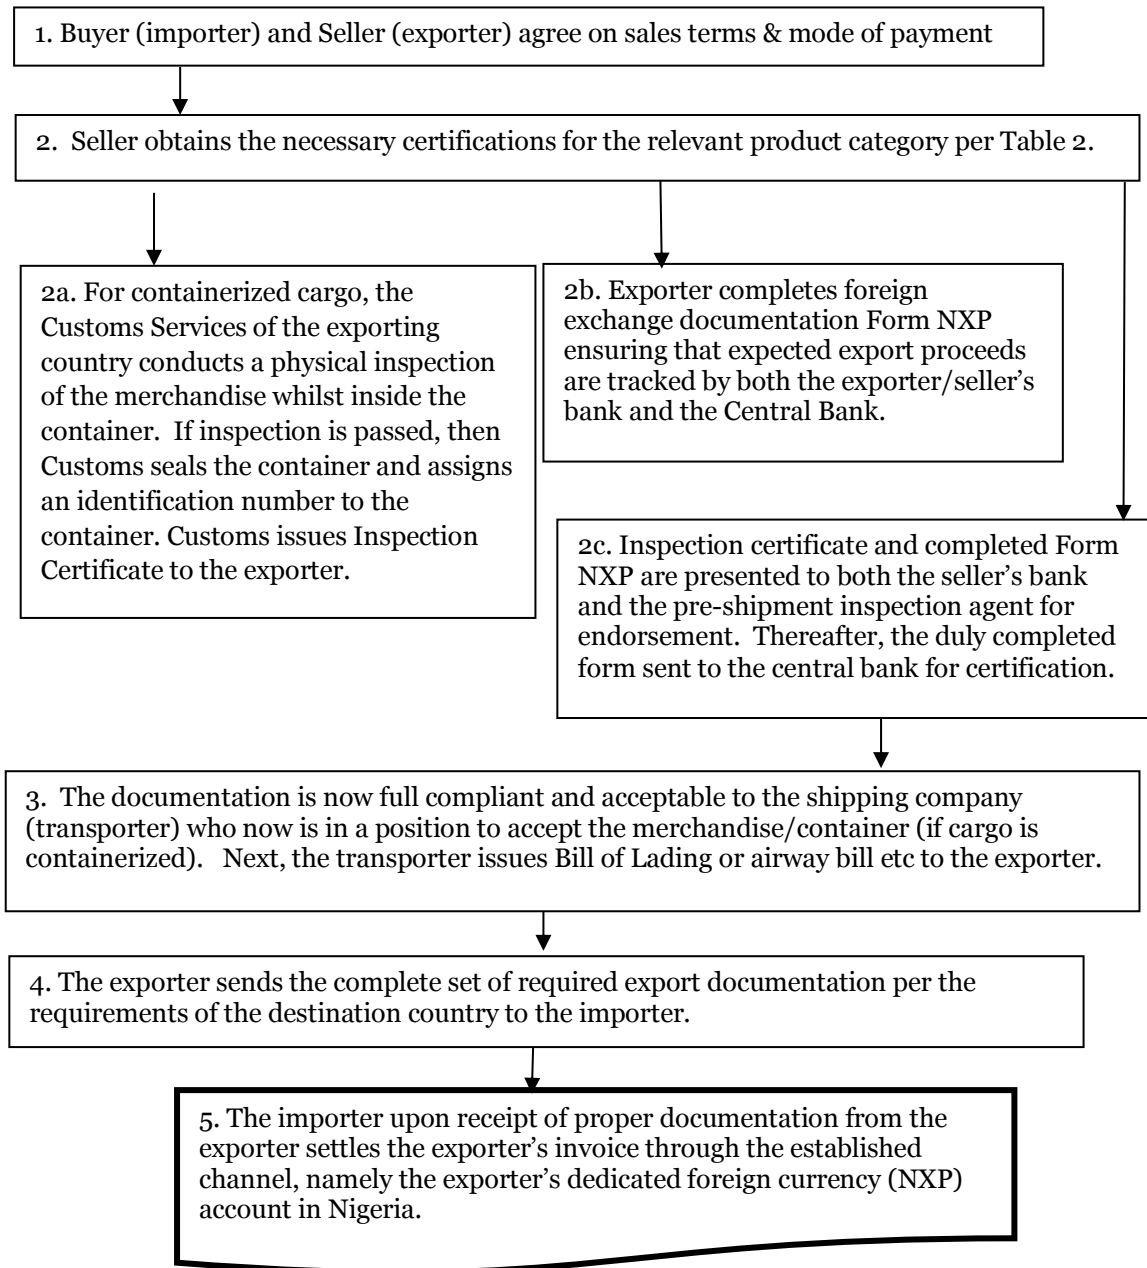 1. Buyer (importer) and Seller (exporter) agree on sales terms & mode of payment
2. Seller obtains the necessary certifications for the relevant product category per Table 2.
2a. For containerized cargo, the
Customs Services of the exporting
country conducts a physical inspection
of the merchandise whilst inside the
container. If inspection is passed, then
Customs seals the container and assigns
an identification number to the
container. Customs issues Inspection
Certificate to the exporter.
2b. Exporter completes foreign
exchange documentation Form NXP
ensuring that expected export proceeds
are tracked by both the exporter/seller’s
bank and the Central Bank.
2c. Inspection certificate and completed Form
NXP are presented to both the seller’s bank
and the pre-shipment inspection agent for
endorsement. Thereafter, the duly completed
form sent to the central bank for certification.
3. The documentation is now full compliant and acceptable to the shipping company
(transporter) who now is in a position to accept the merchandise/container (if cargo is
containerized). Next, the transporter issues Bill of Lading or airway bill etc to the exporter.
4. The exporter sends the complete set of required export documentation per the
requirements of the destination country to the importer.
5. The importer upon receipt of proper documentation from the
exporter settles the exporter’s invoice through the established
channel, namely the exporter’s dedicated foreign currency (NXP)
account in Nigeria.